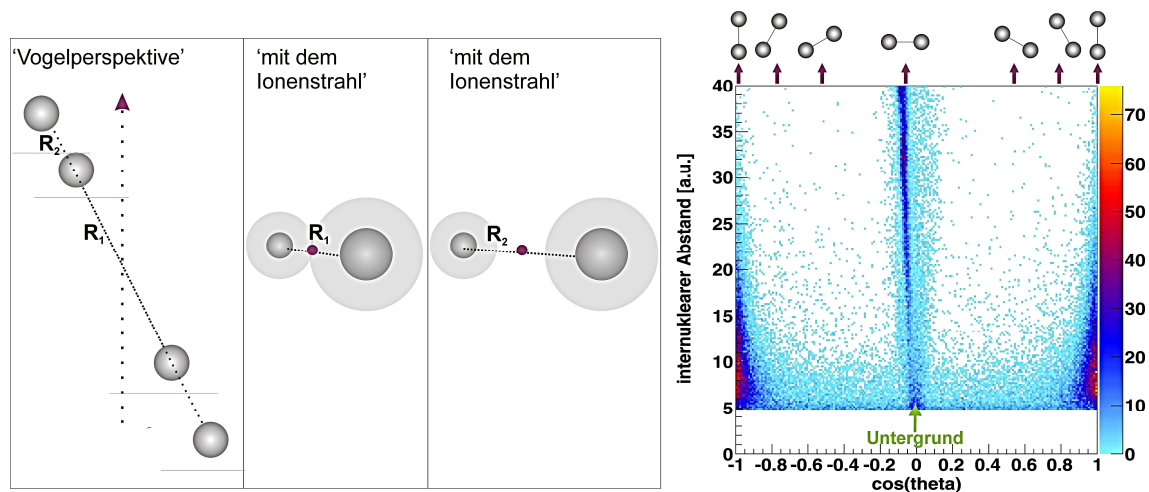 'Vogelperspektive'
R2
R1
'mit dem
Ionenstrahl'
R1
'mit dem
Ionenstrahl'
R2
internuklearer Abstand [a.u.]
40
35
30
25
20
15
10
5
0
Untergrund
-1 -0.8 -0.6 -0.4 -0.2 0 0.2 0.4 0.6 0.8 1
cos(theta)
70
60
50
40
30
20
10
0